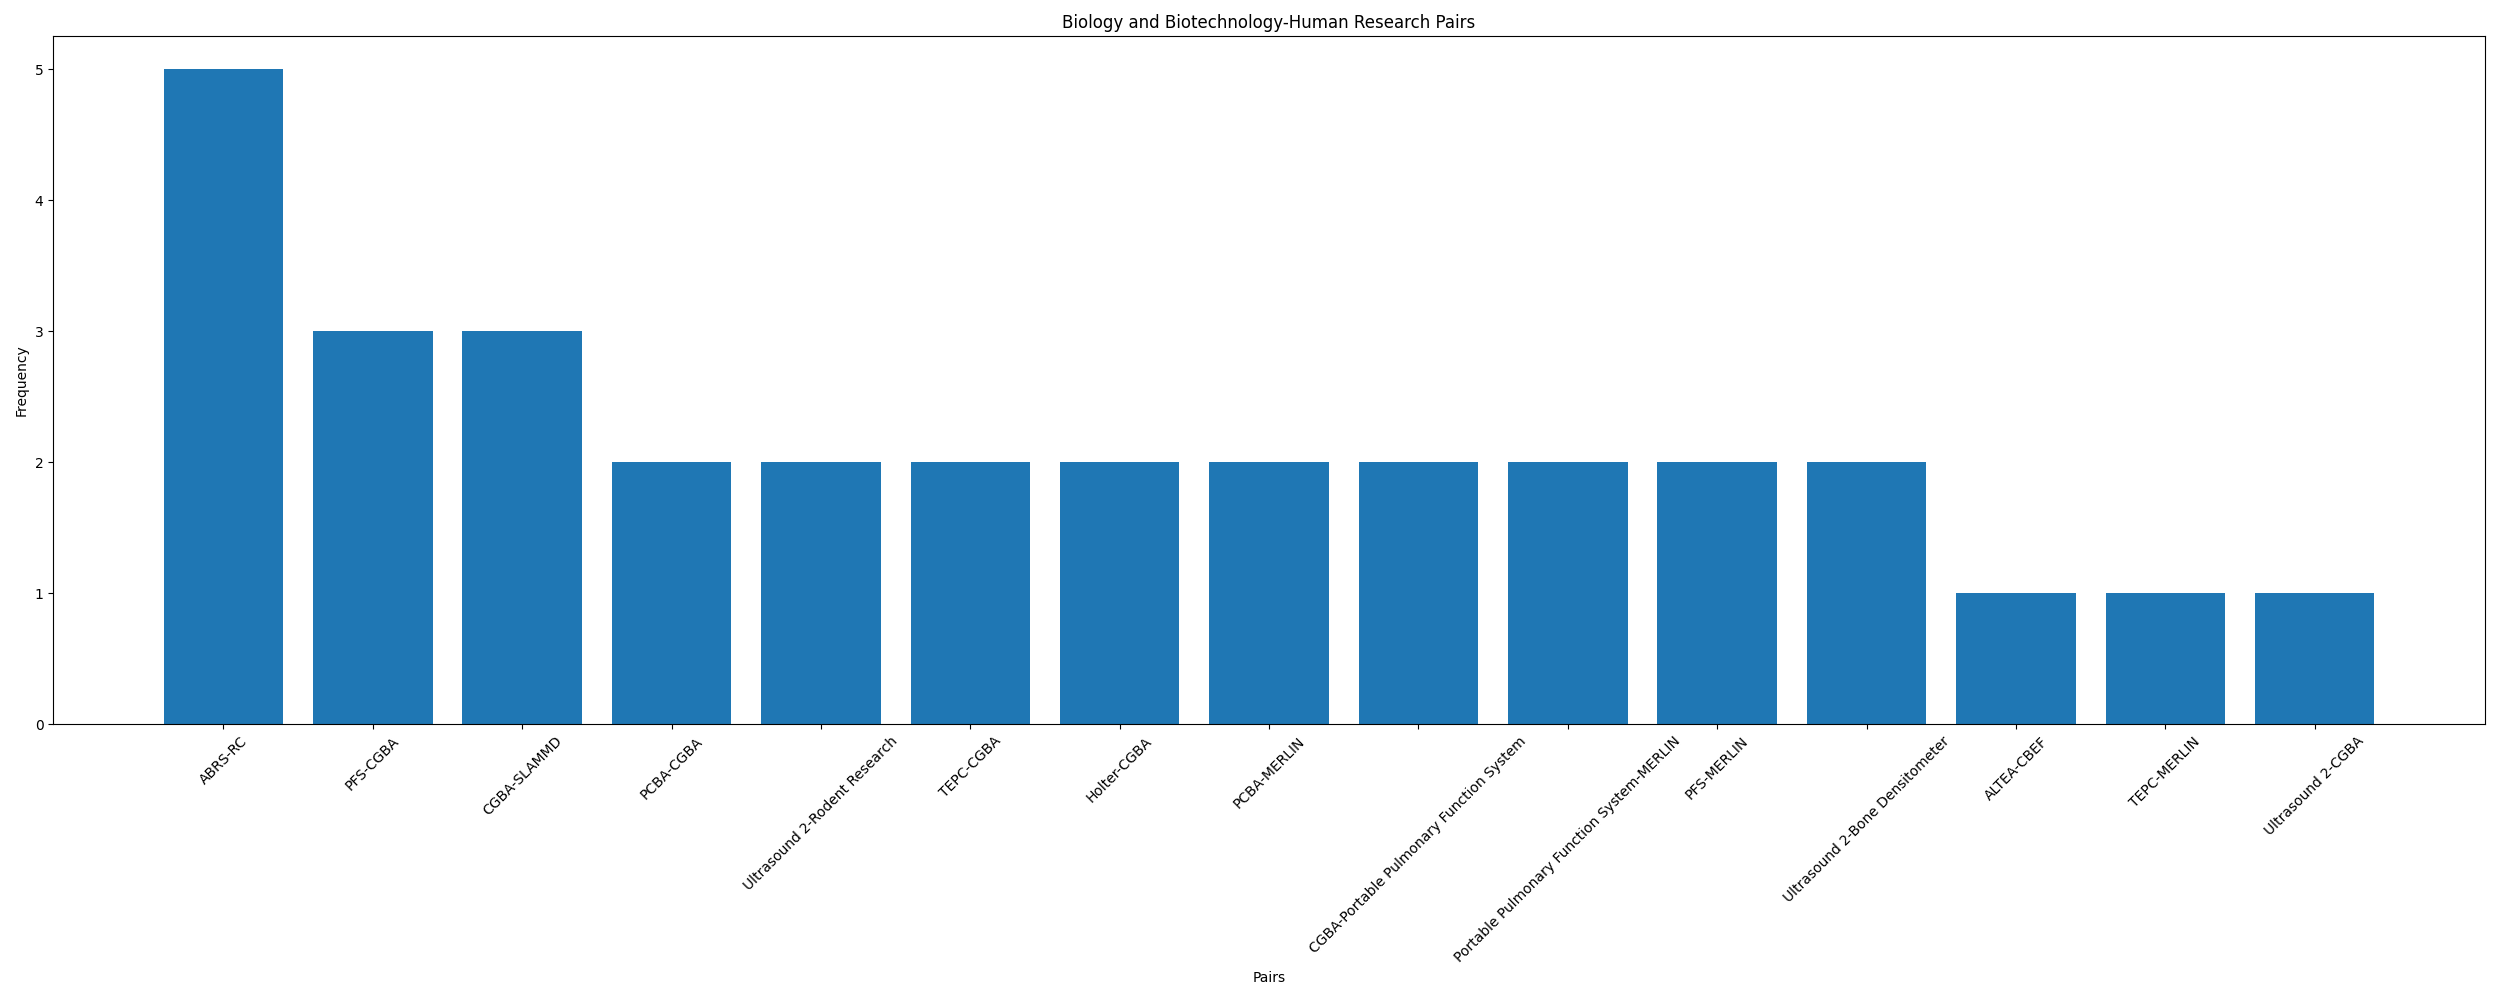 Biology and Biotechnology-Human Research Pairs
Frequency
5
4
3
2
1
0
ABRS-RC
PFS-CGBA
CGBA-SLAMMD
PCBA-CGBA
Ultrasound 2-Rodent Research
TEPC-CGBA
Holter-CGBA
PCBA-MERLIN
CGBA-Portable Pulmonary Function System
Portable Pulmonary Function System-MERLIN
PFS-MERLIN
Ultrasound 2-Bone Densitometer
ALTEA-CBEF
TEPC-MERLIN
Ultrasound 2-CGBA
Pairs